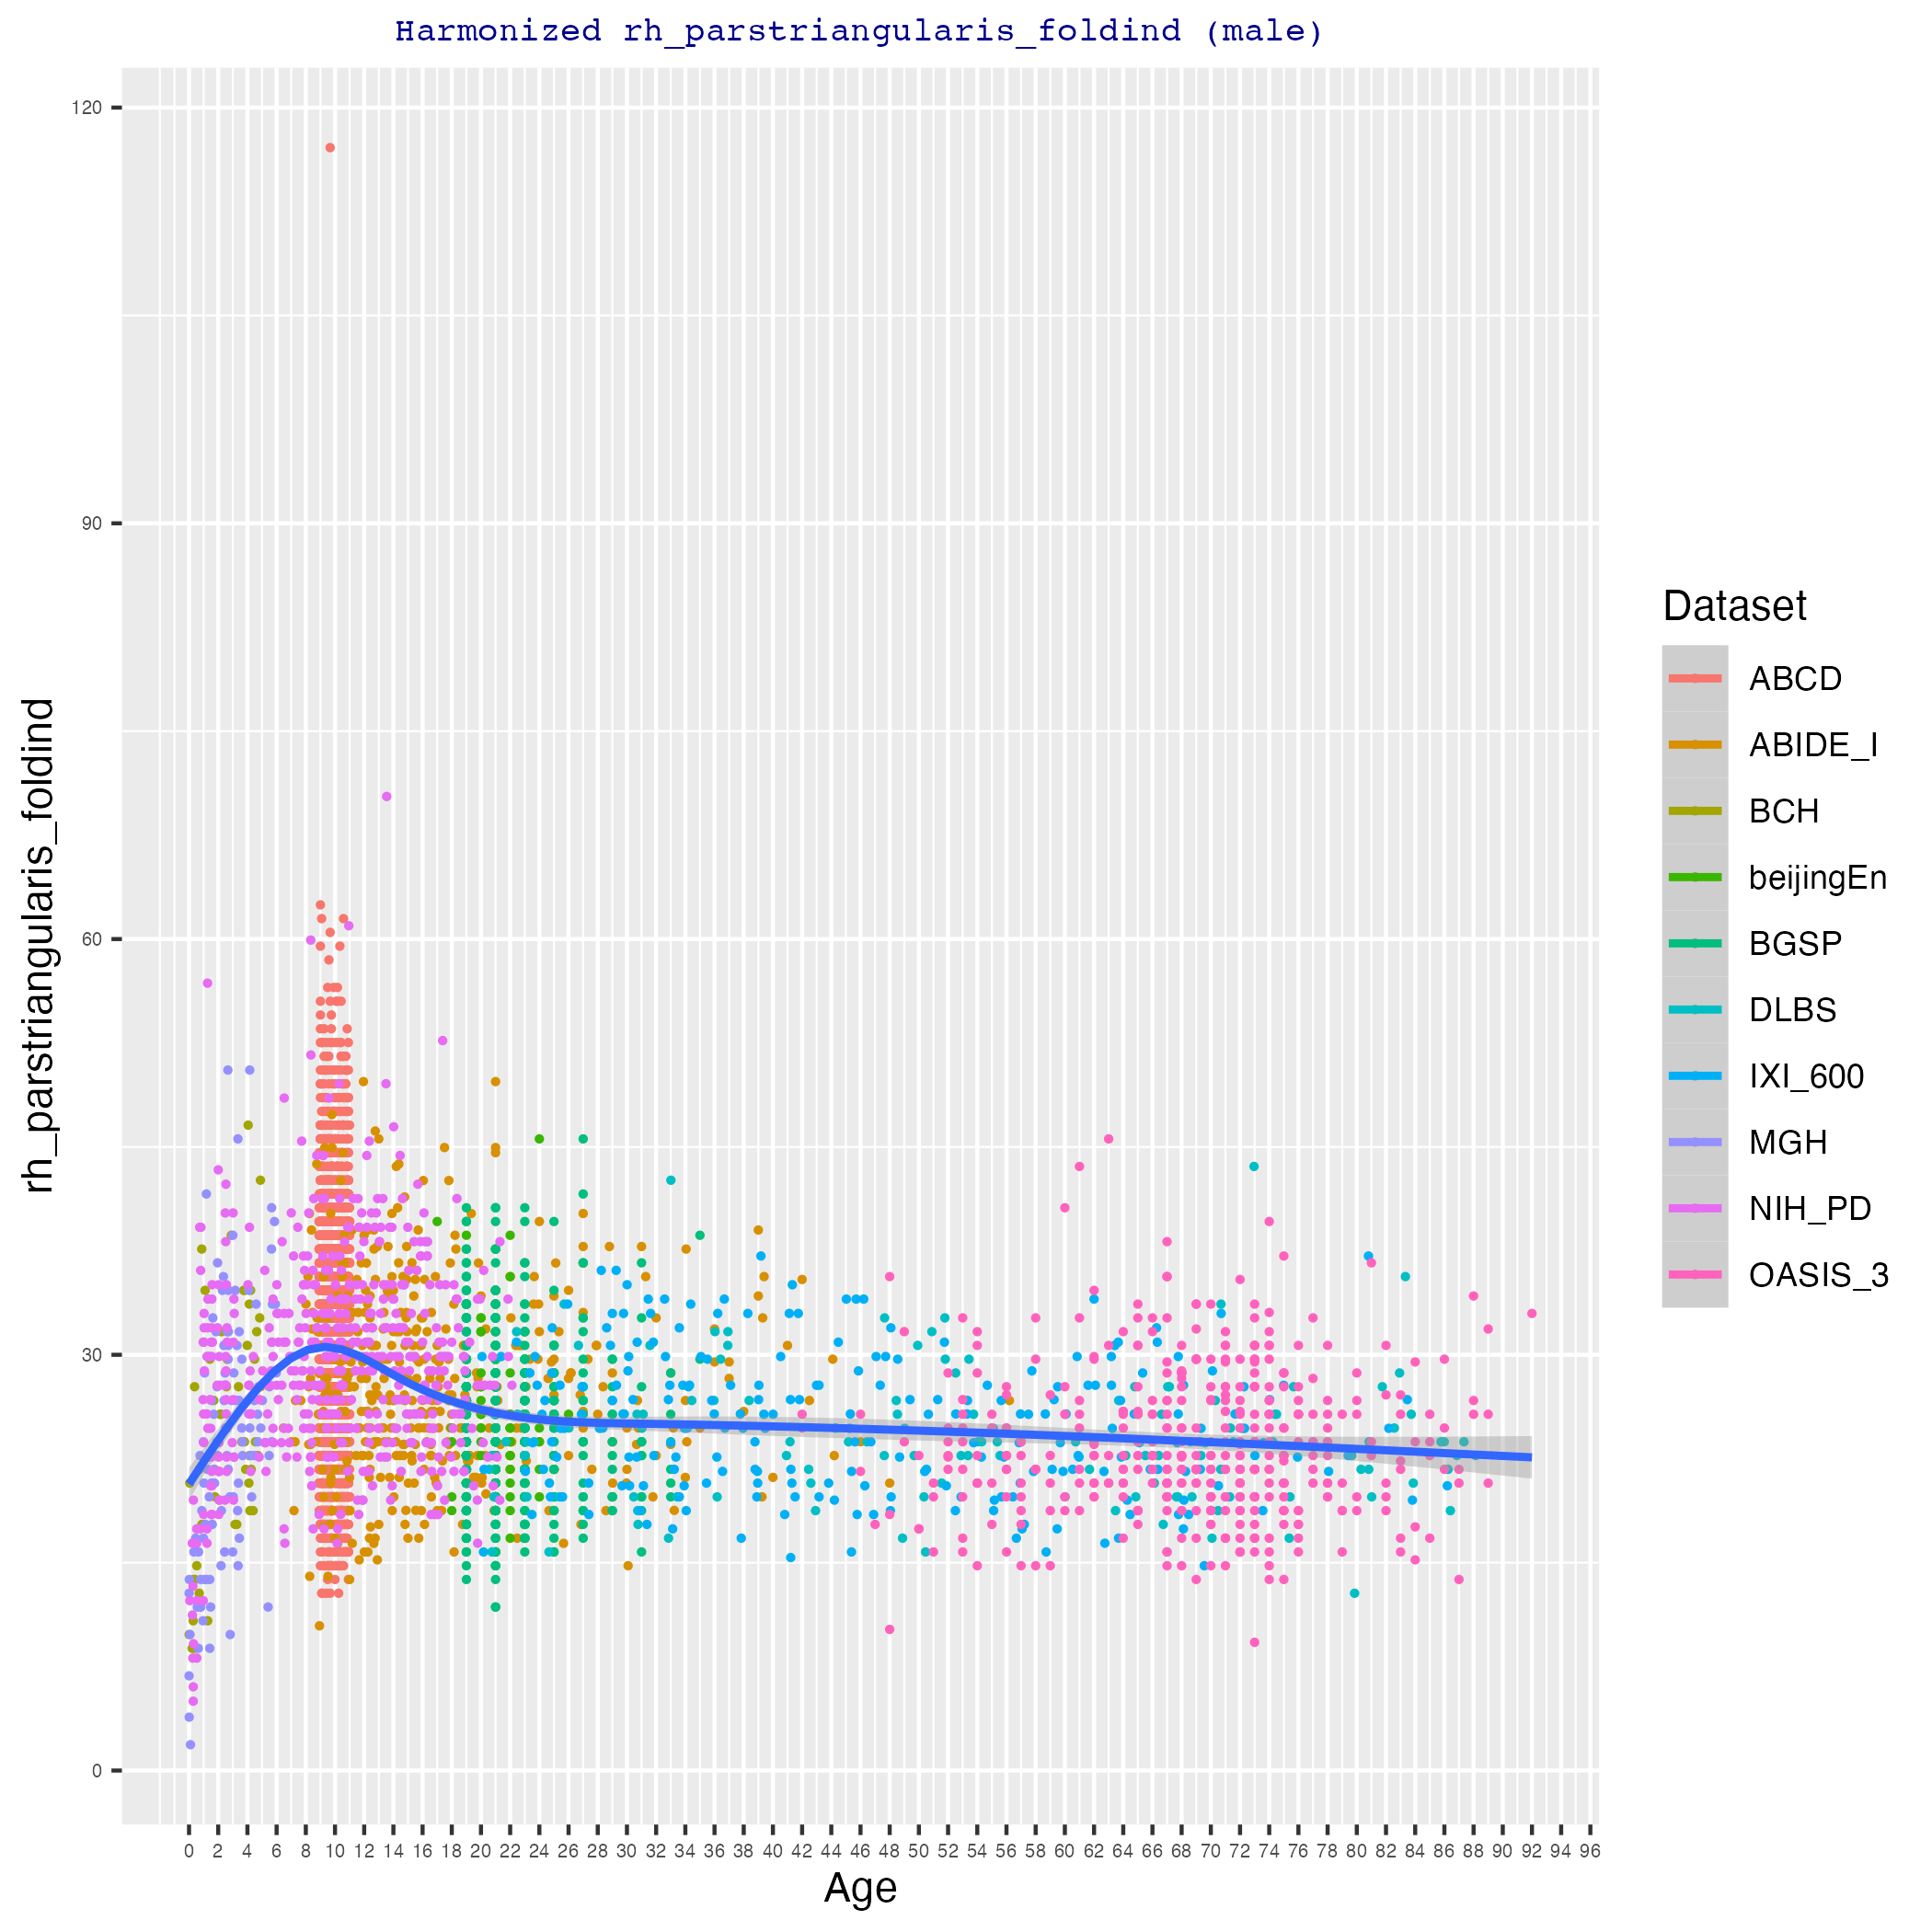 Harmonized rh_parstriangularis_foldind (male)
120
90
60
30
0
rh_parstriangularis_foldind
0 2 4 6 8 10 12 14 16 18 20 22 24 26 28 30 32 34 36 38 40 42 44 46 48 50 52 54 56 58 60 62 64 66 68 70 72 74 76 78 80 82 84 86 88 90 92 94 96
Age
Dataset
ABCD
ABIDE_I
BCH
beijingEn
BGSP
DLBS
IXI_600
MGH
NIH_PD
OASIS_3